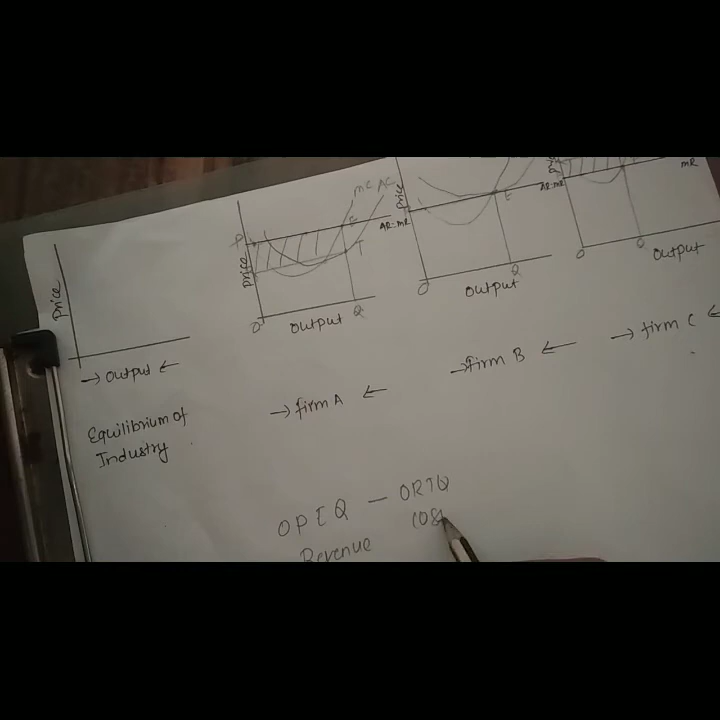 Price
→ Output ←
Equilibrium of
Industry
MC AC
P
E
Price
T
O
Output
Q
→ firm A ←
Price
AR=MR
E
O
Output
Q
→ firm B ←
AR=MR
MR
O
Q
Output
→ firm C ←
OPEQ — ORTQ
Revenue
cos